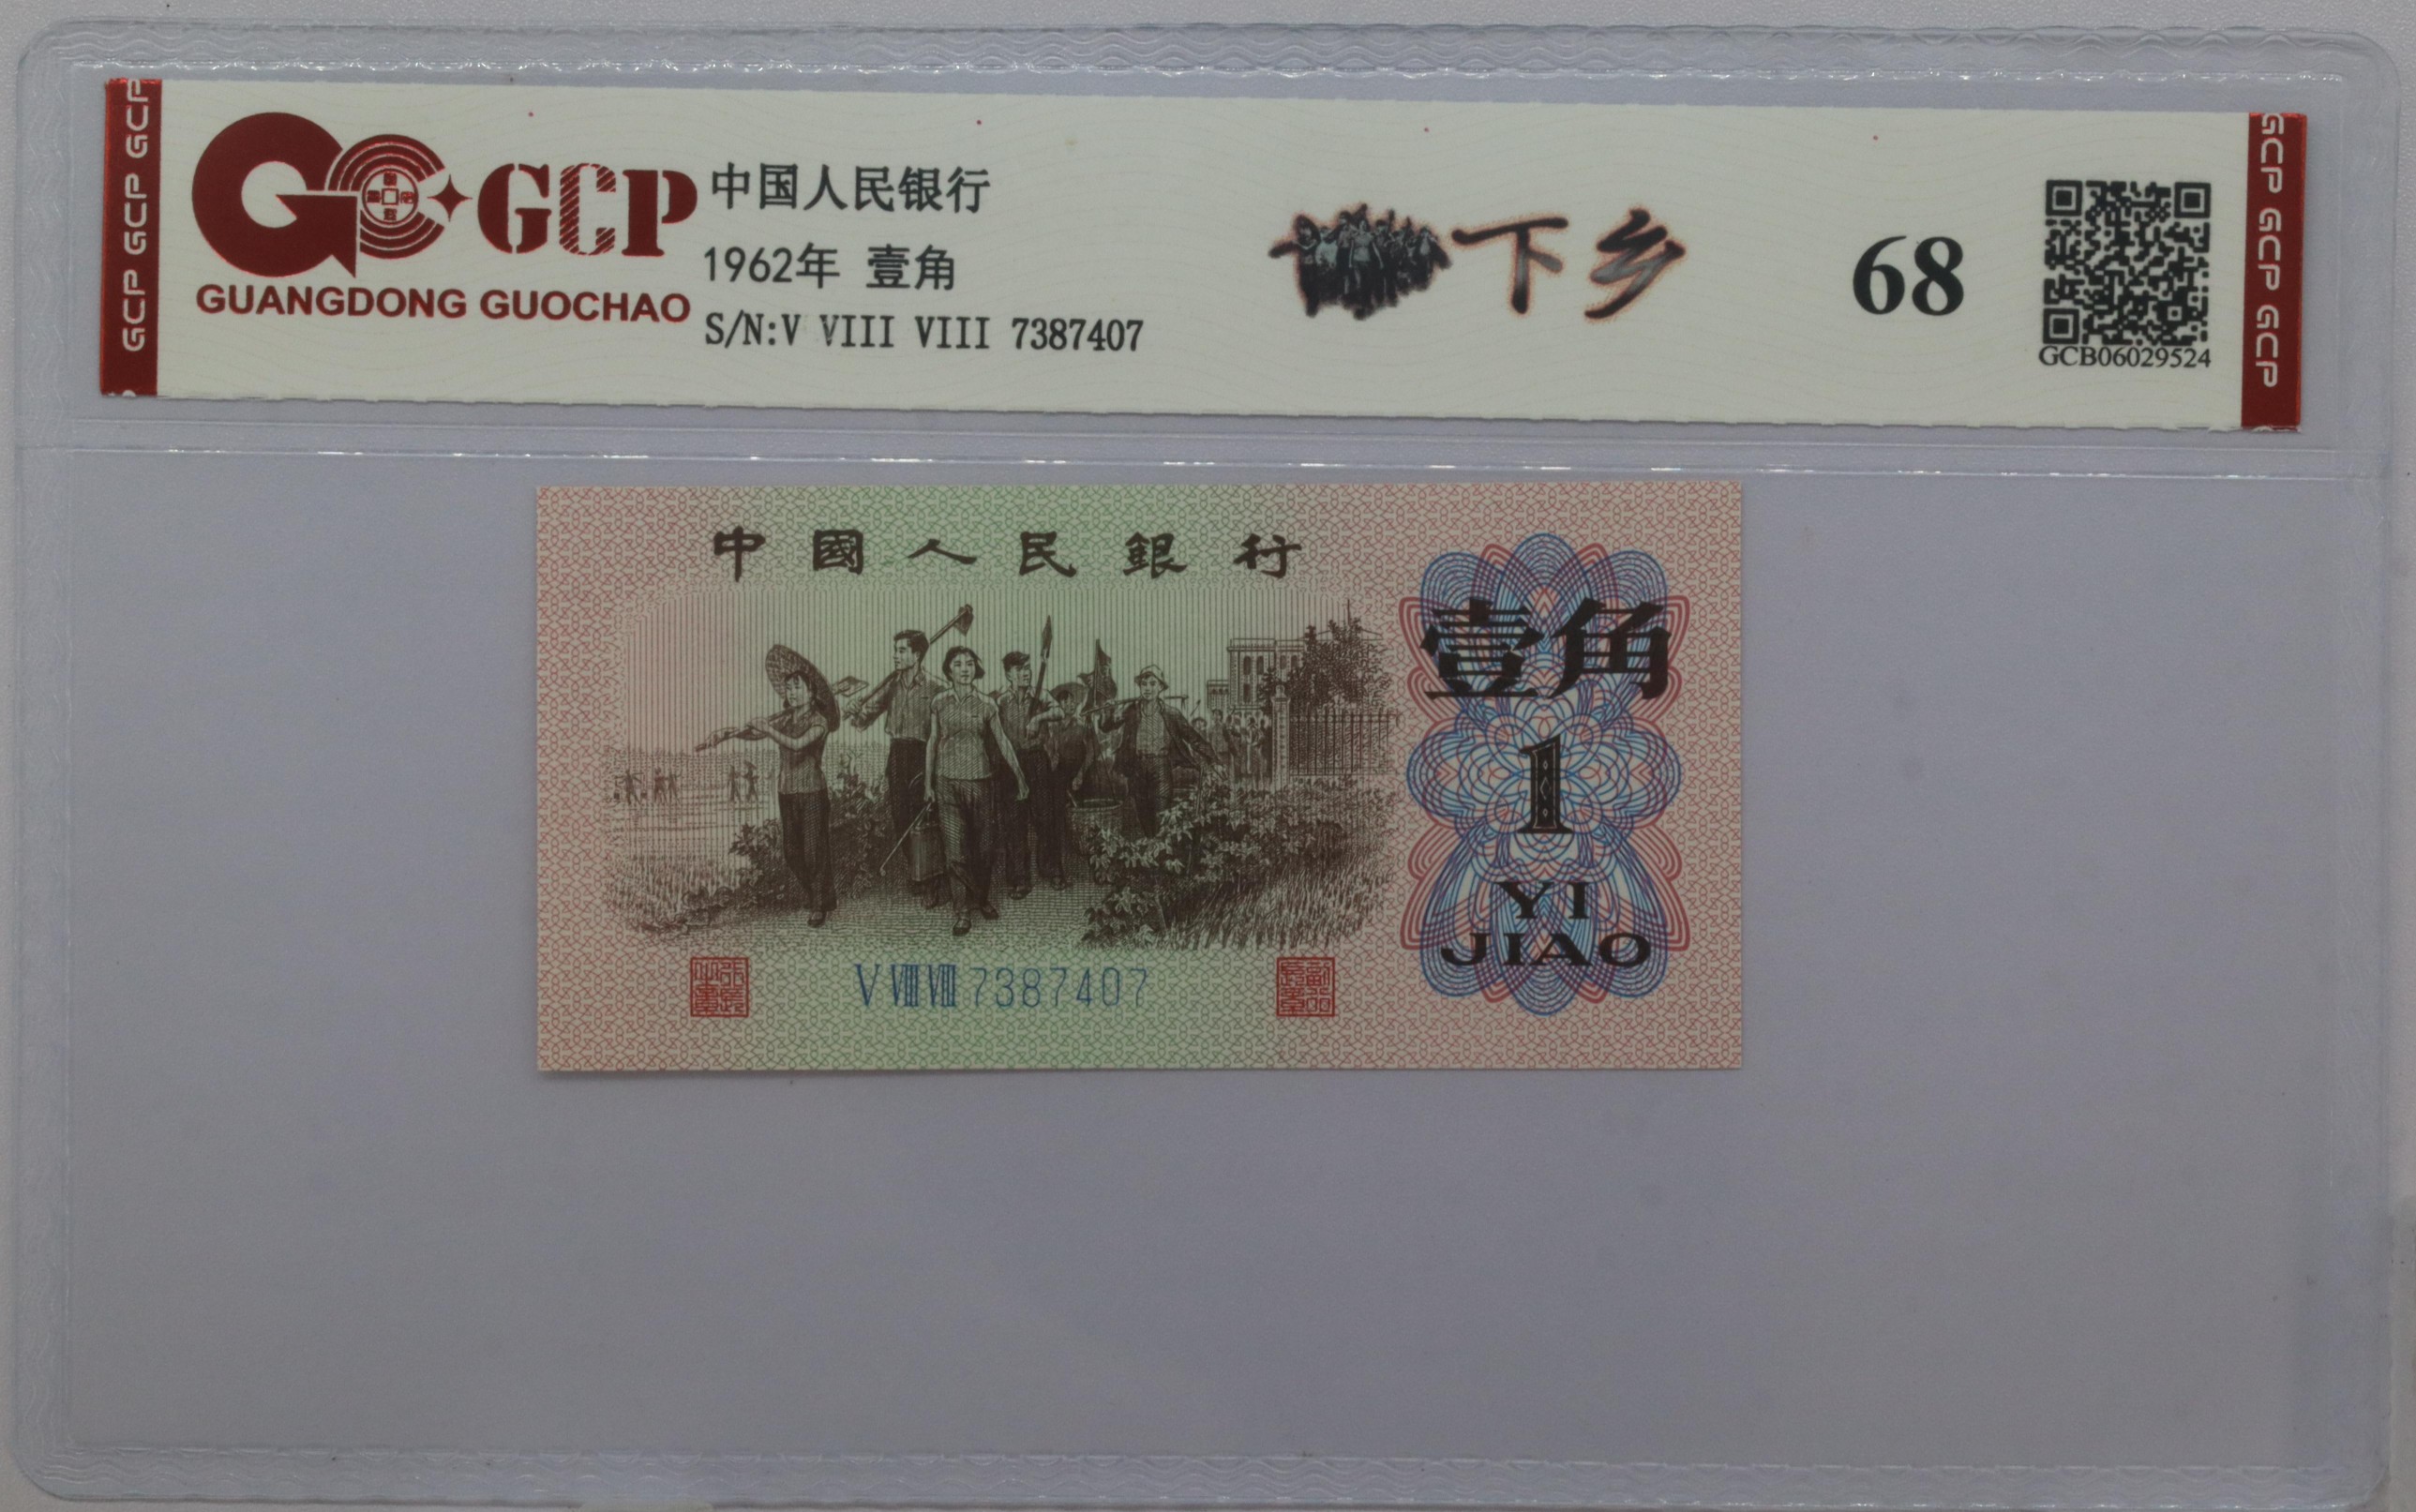 GCP GCP GCP
GCP
GUANGDONG GUOCHAO
中国人民银行
1962年 壹角
S/N:V VIII VIII 7387407
下乡
68
GCB06029524
GCP GCP GCP
中國人民銀行
壹角
1
YI
JIAO
V VIII VIII 7387407